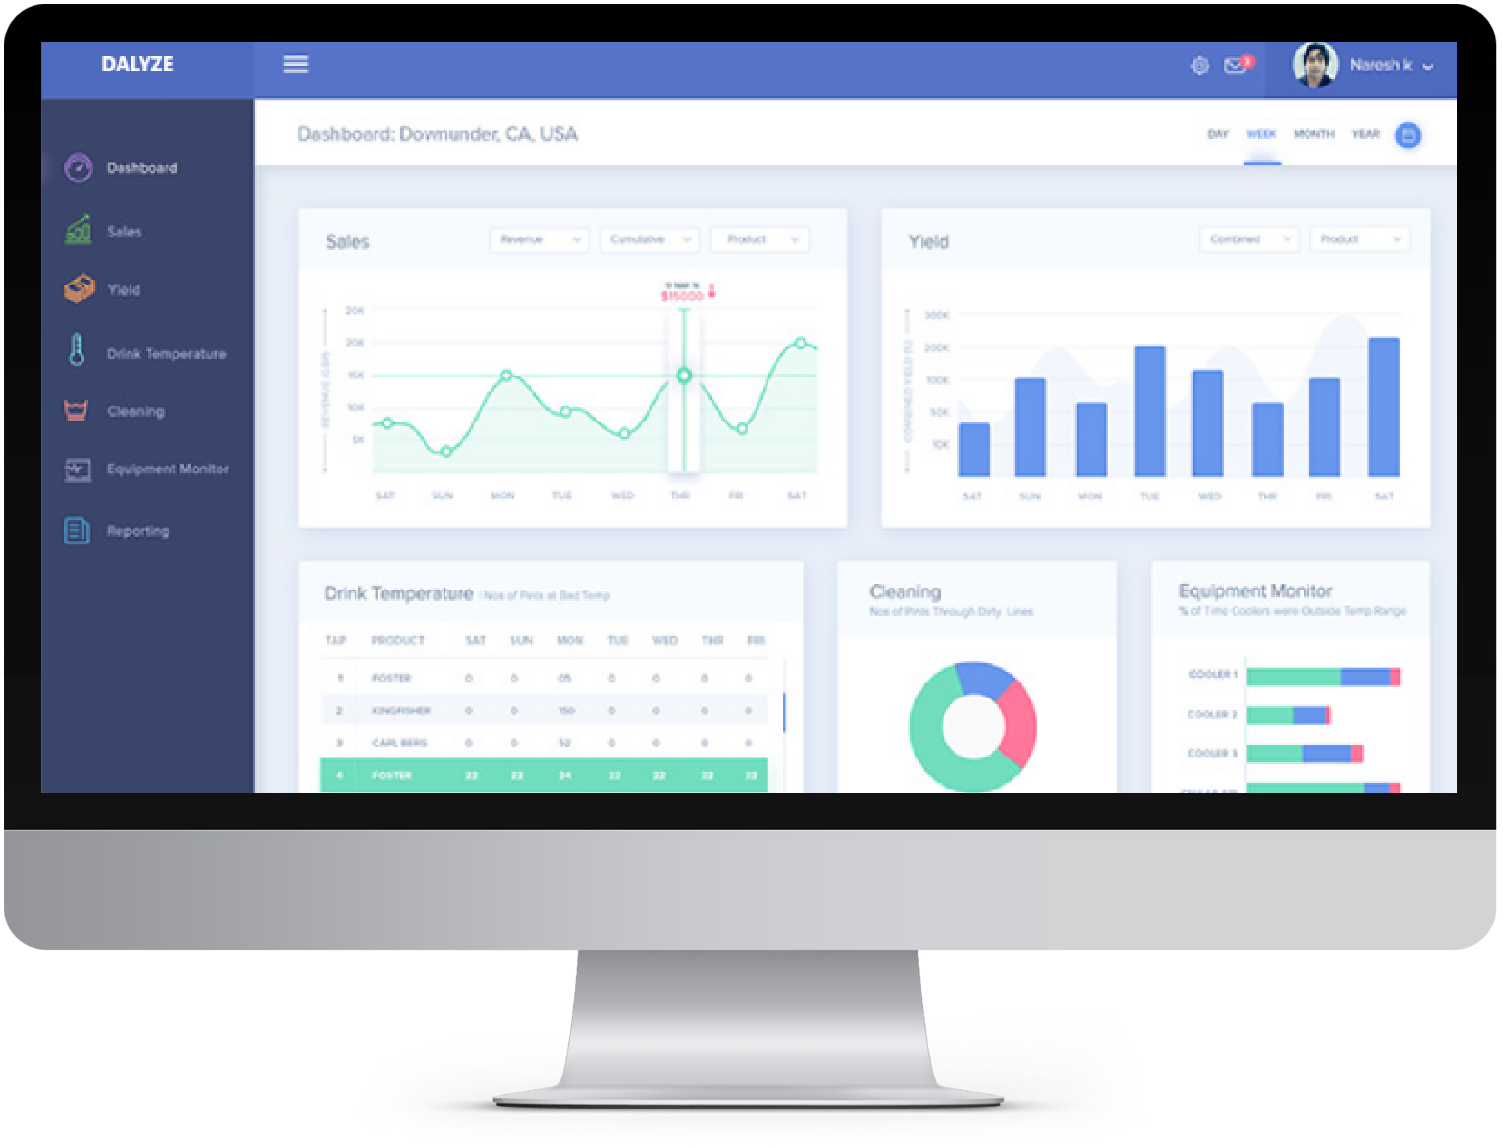 DALYZE
Naresh k
Dashboard: Dowmunder, CA, USA
DAY WEEK MONTH YEAR
Dashboard
Sales
Yield
Drink Temperature
Cleaning
Equipment Monitor
Reporting
Sales
Revenue Cumulative Product
$15000
20K
20K
15K
10K
5K
SAT SUN MON TUE WED THR FRI SAT
Yield
Combined Product
300K
200K
100K
50K
10K
SAT SUN MON TUE WED THR FRI SAT
Drink Temperature Nos of Pints at Bad Temp
TAP PRODUCT SAT SUN MON TUE WED THR FRI
1 FOSTER 0 0 05 0 0 0 0
2 KINGFISHER 0 0 150 0 0 0 0
3 CARL BERG 0 0 52 0 0 0 0
4 FOSTER 22 22 24 22 22 22 22
Cleaning
Nos of Pints Through Dirty Lines
Equipment Monitor
% of Time Coolers were Outside Temp Range
COOLER 1
COOLER 2
COOLER 3